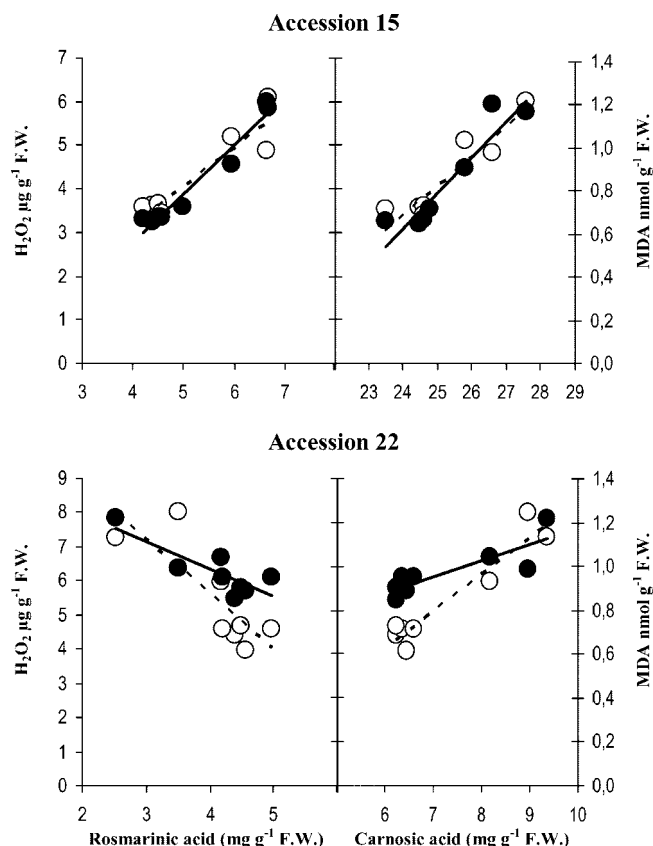 Accession 15
H₂O₂ µg g⁻¹ F.W.
7
6
5
4
3
2
1
0
3 4 5 6 7
1,4
1,2
1,0
0,8
0,6
0,4
0,2
0,0
23 24 25 26 27 28 29
MDA nmol g⁻¹ F.W.
Accession 22
H₂O₂ µg g⁻¹ F.W.
9
8
7
6
5
4
3
2
1
0
2 3 4 5
Rosmarinic acid (mg g⁻¹ F.W.)
1,4
1,2
1,0
0,8
0,6
0,4
0,2
0,0
6 7 8 9 10
Carnosic acid (mg g⁻¹ F.W.)
MDA nmol g⁻¹ F.W.